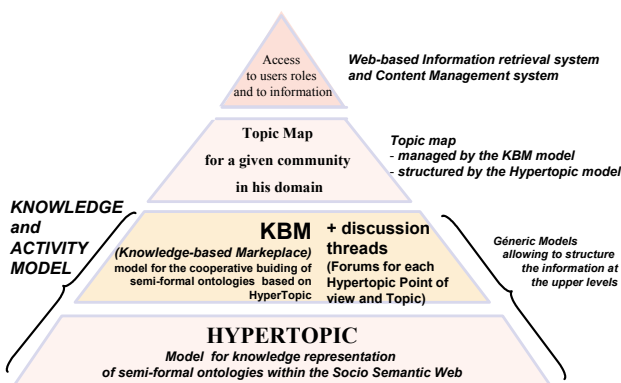 Access
to users roles
and to information
Web-based Information retrieval system
and Content Management system
Topic Map
for a given community
in his domain
Topic map
- managed by the KBM model
- structured by the Hypertopic model
KNOWLEDGE
and
ACTIVITY
MODEL
KBM
(Knowledge-based Markeplace)
model for the cooperative buiding of
semi-formal ontologies based on
HyperTopic
+ discussion
threads
(Forums for each
Hypertopic Point of
view and Topic)
Géneric Models
allowing to structure
the information at
the upper levels
HYPERTOPIC
Model for knowledge representation
of semi-formal ontologies within the Socio Semantic Web